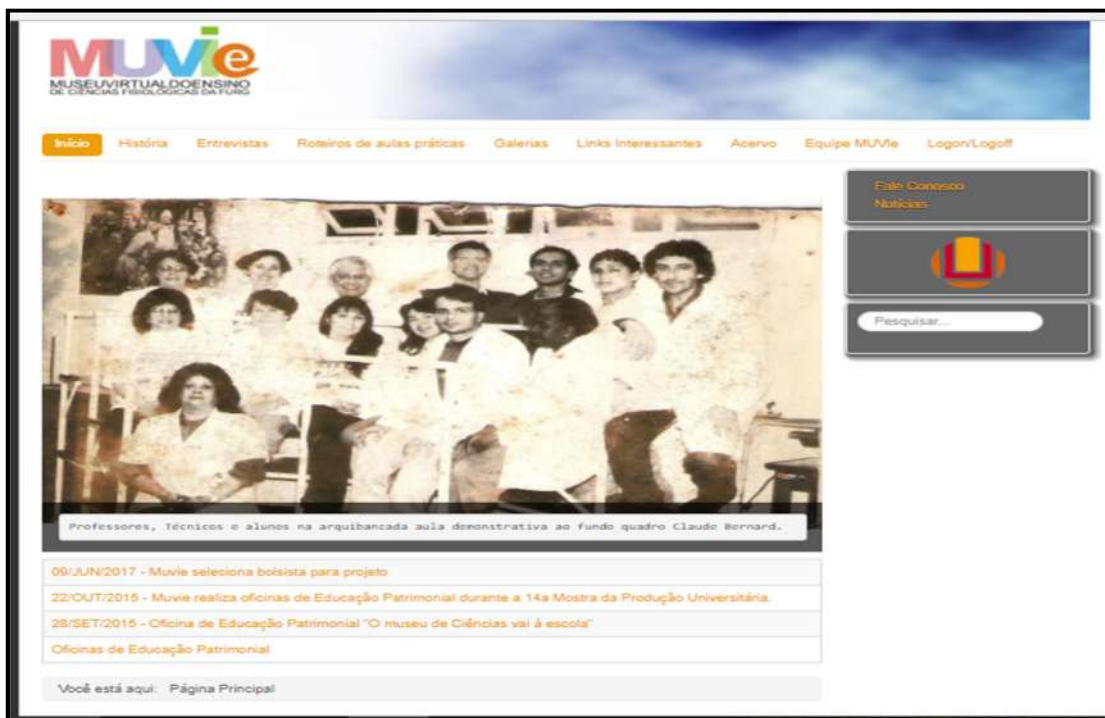 MUVie
MUSEUVIRTUALDOENSINO
DE CIÊNCIAS FISIOLÓGICAS DA FURG
Início História Entrevistas Roteiros de aulas práticas Galerias Links Interessantes Acervo Equipe MUVIe Logon/Logoff
Fale Conosco
Notícias
Pesquisar...
Professores, Técnicos e alunos na arquibancada aula demonstrativa ao fundo quadro Claude Bernard.
09/JUN/2017 - Muvie seleciona bolsista para projeto
22/OUT/2015 - Muvie realiza oficinas de Educação Patrimonial durante a 14a Mostra da Produção Universitária.
28/SET/2015 - Oficina de Educação Patrimonial "O museu de Ciências vai à escola"
Oficinas de Educação Patrimonial
Você está aqui: Página Principal